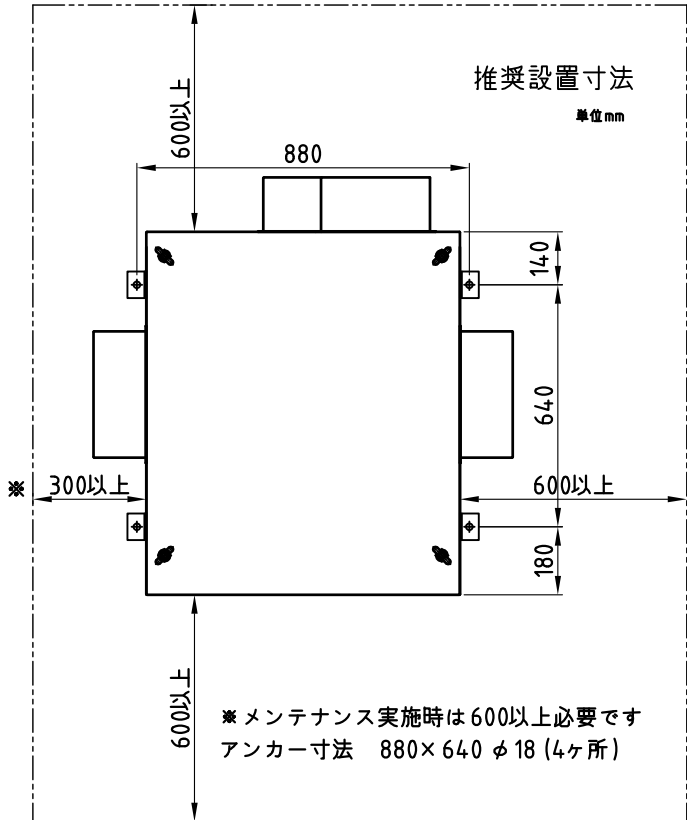 推奨設置寸法
単位mm
600以上
880
140
640
※ 300以上
600以上
180
600以上
※メンテナンス実施時は600以上必要です
アンカー寸法 880×640 φ18 (4ヶ所)